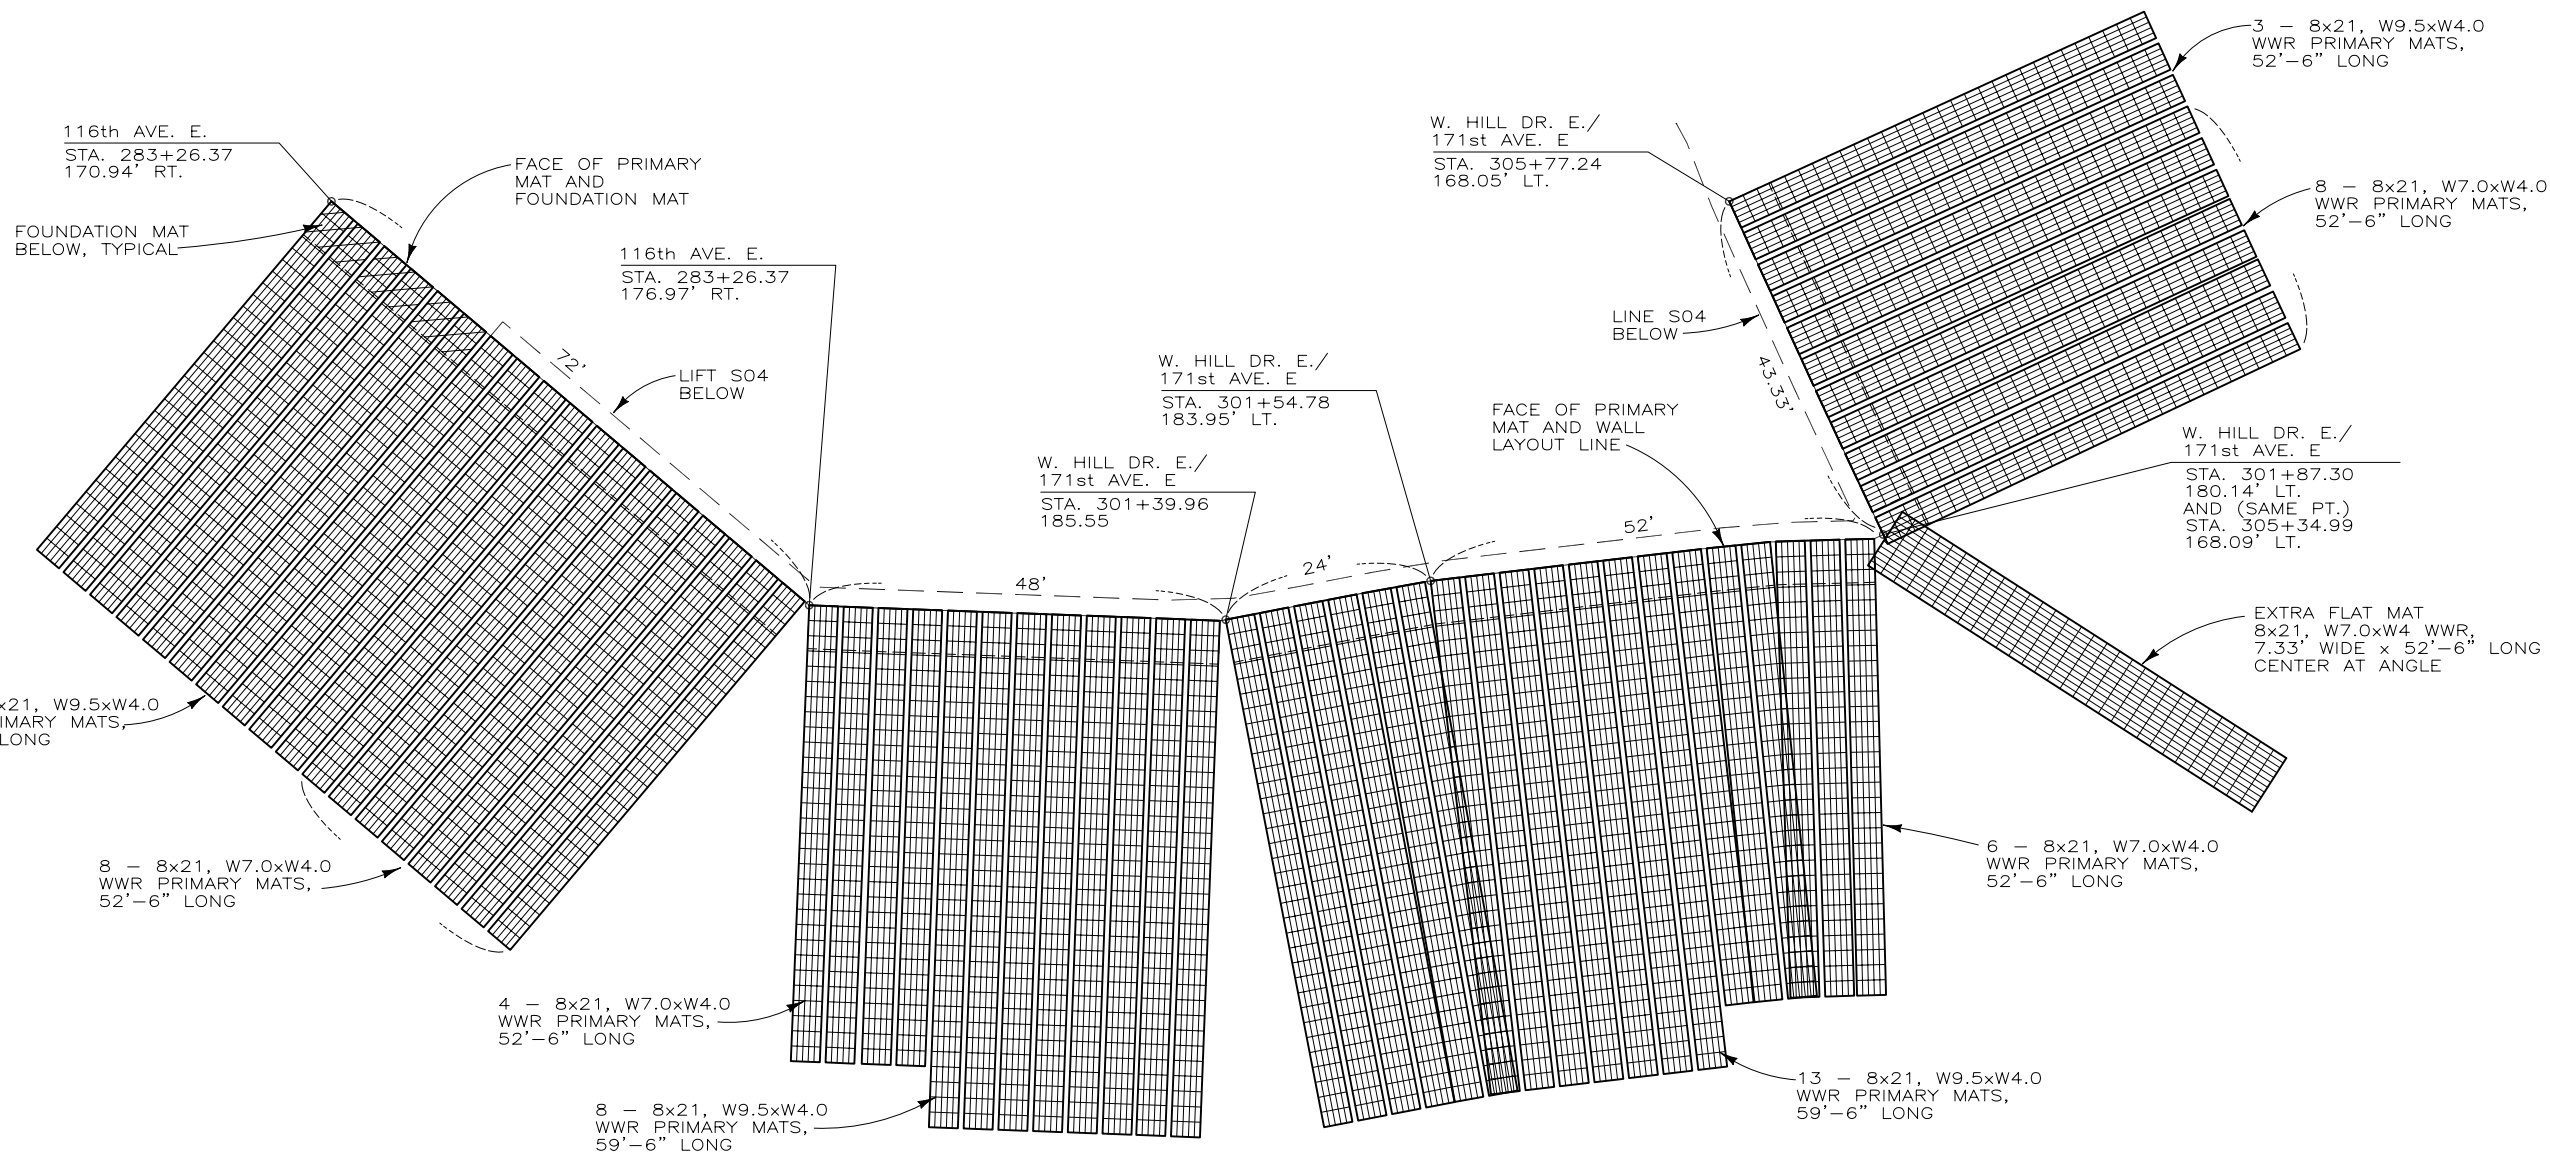 3 – 8x21, W9.5xW4.0
WWR PRIMARY MATS,
52'–6" LONG
116th AVE. E.
STA. 283+26.37
170.94' RT.
FACE OF PRIMARY
MAT AND
FOUNDATION MAT
FOUNDATION MAT
BELOW, TYPICAL
116th AVE. E.
STA. 283+26.37
176.97' RT.
72'
LIFT S04
BELOW
W. HILL DR. E./
171st AVE. E
STA. 305+77.24
168.05' LT.
8 – 8x21, W7.0xW4.0
WWR PRIMARY MATS,
52'–6" LONG
LINE S04
BELOW
43.33'
W. HILL DR. E./
171st AVE. E
STA. 301+54.78
183.95' LT.
FACE OF PRIMARY
MAT AND WALL
LAYOUT LINE
W. HILL DR. E./
171st AVE. E
STA. 301+39.96
185.55
W. HILL DR. E./
171st AVE. E
STA. 301+87.30
180.14' LT.
AND (SAME PT.)
STA. 305+34.99
168.09' LT.
48'
24'
52'
EXTRA FLAT MAT
8x21, W7.0xW4 WWR,
7.33' WIDE x 52'–6" LONG
CENTER AT ANGLE
x21, W9.5xW4.0
IMARY MATS,
LONG
8 – 8x21, W7.0xW4.0
WWR PRIMARY MATS,
52'–6" LONG
6 – 8x21, W7.0xW4.0
WWR PRIMARY MATS,
52'–6" LONG
4 – 8x21, W7.0xW4.0
WWR PRIMARY MATS,
52'–6" LONG
8 – 8x21, W9.5xW4.0
WWR PRIMARY MATS,
59'–6" LONG
13 – 8x21, W9.5xW4.0
WWR PRIMARY MATS,
59'–6" LONG